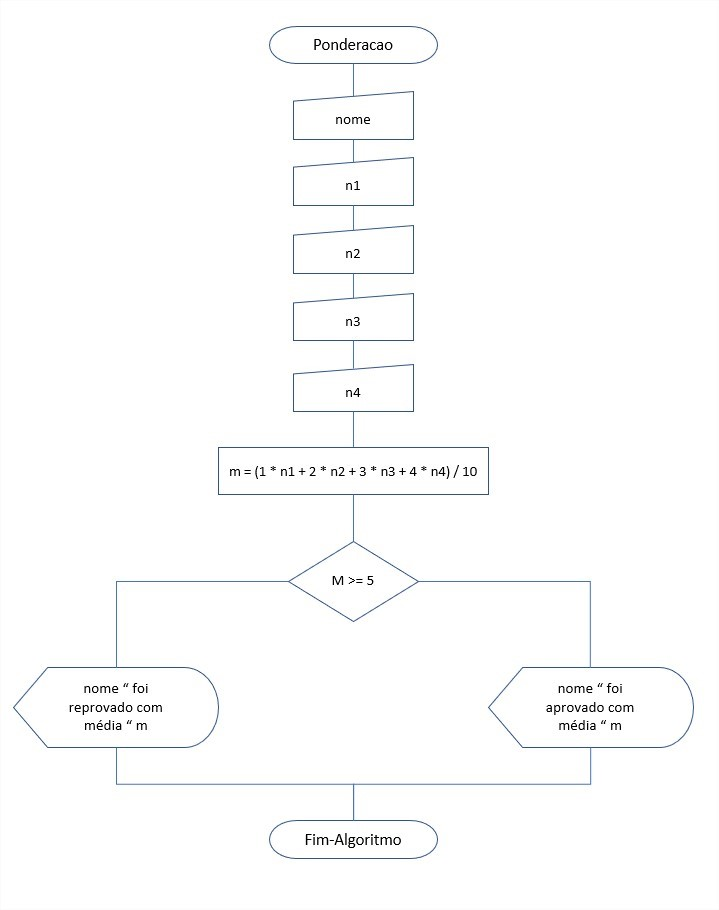 Ponderacao
nome
n1
n2
n3
n4
m = (1 * n1 + 2 * n2 + 3 * n3 + 4 * n4) / 10
M >= 5
nome “ foi
reprovado com
média “ m
nome “ foi
aprovado com
média “ m
Fim-Algoritmo